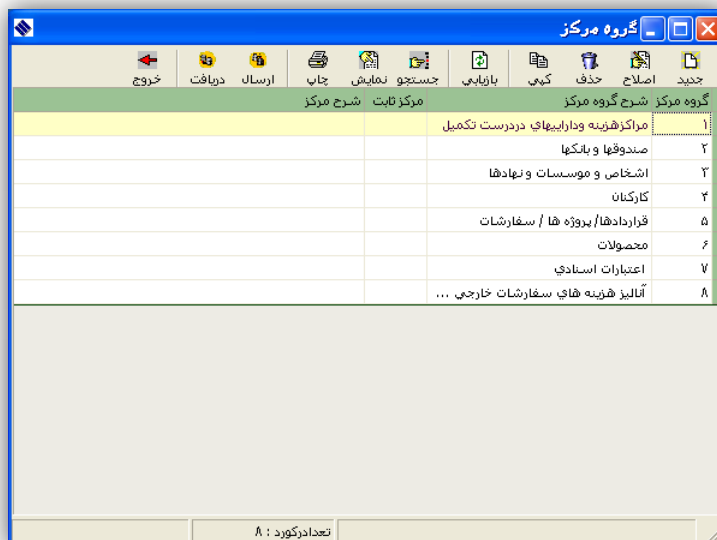 گروه مرکز
جديد اصلاح حذف کپي بازيابي جستجو نمايش چاپ ارسال دريافت خروج
گروه مرکز شرح گروه مرکز مرکز ثابت شرح مرکز
۱ مراکزهزينه وداراييهاي دردرست تکميل
۲ صندوقها و بانکها
۳ اشخاص و موسسات و نهادها
۴ کارکنان
۵ قراردادها/ پروژه ها / سفارشات
۶ محصولات
۷ اعتبارات اسنادي
۸ آناليز هزينه هاي سفارشات خارجي ...
تعدادرکورد : ۸